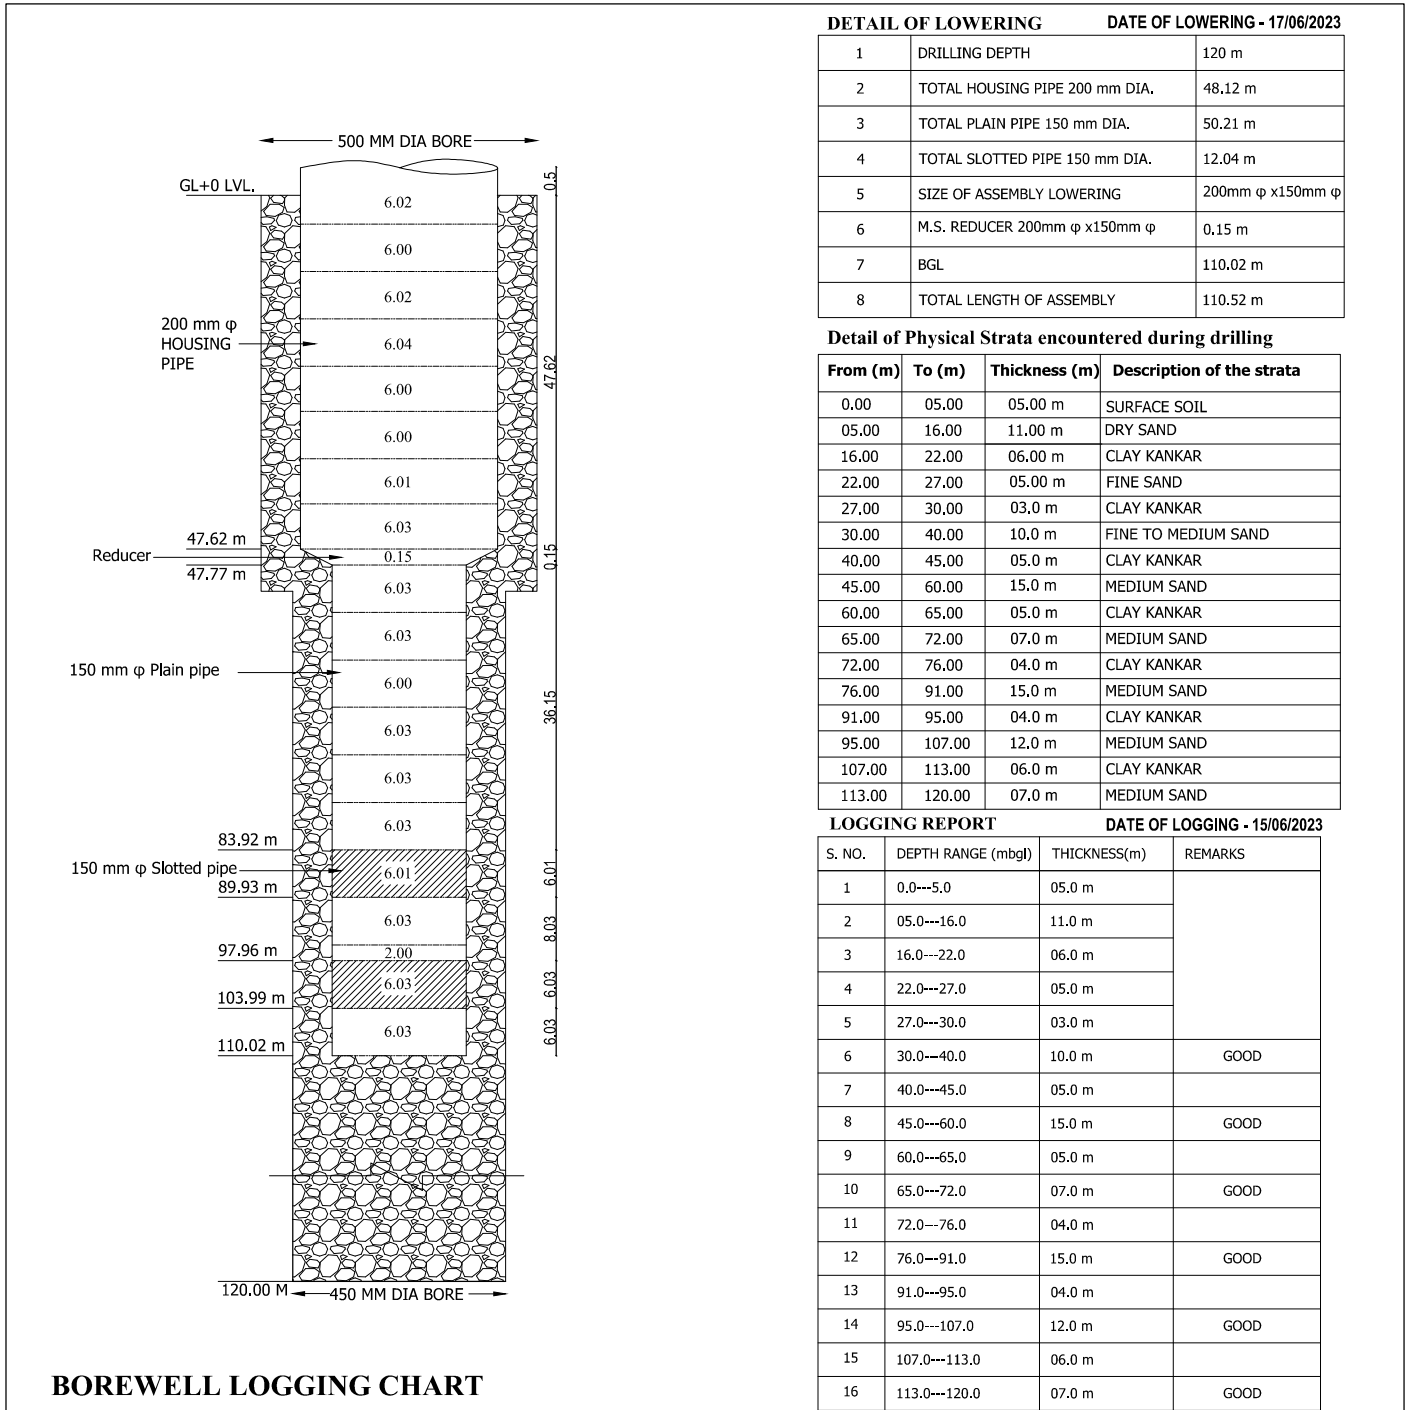 500 MM DIA BORE
GL+0 LVL.
0.5
6.02
6.00
6.02
200 mm φ
HOUSING
PIPE
6.04
47.62
6.00
6.00
6.01
6.03
47.62 m
Reducer
0.15
0.15
47.77 m
6.03
6.03
150 mm φ Plain pipe
6.00
36.15
6.03
6.03
6.03
83.92 m
150 mm φ Slotted pipe
6.01
6.01
89.93 m
6.03
8.03
97.96 m
2.00
6.03
6.03
103.99 m
6.03
6.03
110.02 m
120.00 M
450 MM DIA BORE
BOREWELL LOGGING CHART
DETAIL OF LOWERING DATE OF LOWERING - 17/06/2023
1 DRILLING DEPTH 120 m
2 TOTAL HOUSING PIPE 200 mm DIA. 48.12 m
3 TOTAL PLAIN PIPE 150 mm DIA. 50.21 m
4 TOTAL SLOTTED PIPE 150 mm DIA. 12.04 m
5 SIZE OF ASSEMBLY LOWERING 200mm φ x150mm φ
6 M.S. REDUCER 200mm φ x150mm φ 0.15 m
7 BGL 110.02 m
8 TOTAL LENGTH OF ASSEMBLY 110.52 m
Detail of Physical Strata encountered during drilling
From (m) To (m) Thickness (m) Description of the strata
0.00 05.00 05.00 m SURFACE SOIL
05.00 16.00 11.00 m DRY SAND
16.00 22.00 06.00 m CLAY KANKAR
22.00 27.00 05.00 m FINE SAND
27.00 30.00 03.0 m CLAY KANKAR
30.00 40.00 10.0 m FINE TO MEDIUM SAND
40.00 45.00 05.0 m CLAY KANKAR
45.00 60.00 15.0 m MEDIUM SAND
60.00 65.00 05.0 m CLAY KANKAR
65.00 72.00 07.0 m MEDIUM SAND
72.00 76.00 04.0 m CLAY KANKAR
76.00 91.00 15.0 m MEDIUM SAND
91.00 95.00 04.0 m CLAY KANKAR
95.00 107.00 12.0 m MEDIUM SAND
107.00 113.00 06.0 m CLAY KANKAR
113.00 120.00 07.0 m MEDIUM SAND
LOGGING REPORT DATE OF LOGGING - 15/06/2023
S. NO. DEPTH RANGE (mbgl) THICKNESS(m) REMARKS
1 0.0---5.0 05.0 m
2 05.0---16.0 11.0 m
3 16.0---22.0 06.0 m
4 22.0---27.0 05.0 m
5 27.0---30.0 03.0 m
6 30.0---40.0 10.0 m GOOD
7 40.0---45.0 05.0 m
8 45.0---60.0 15.0 m GOOD
9 60.0---65.0 05.0 m
10 65.0---72.0 07.0 m GOOD
11 72.0---76.0 04.0 m
12 76.0---91.0 15.0 m GOOD
13 91.0---95.0 04.0 m
14 95.0---107.0 12.0 m GOOD
15 107.0---113.0 06.0 m
16 113.0---120.0 07.0 m GOOD